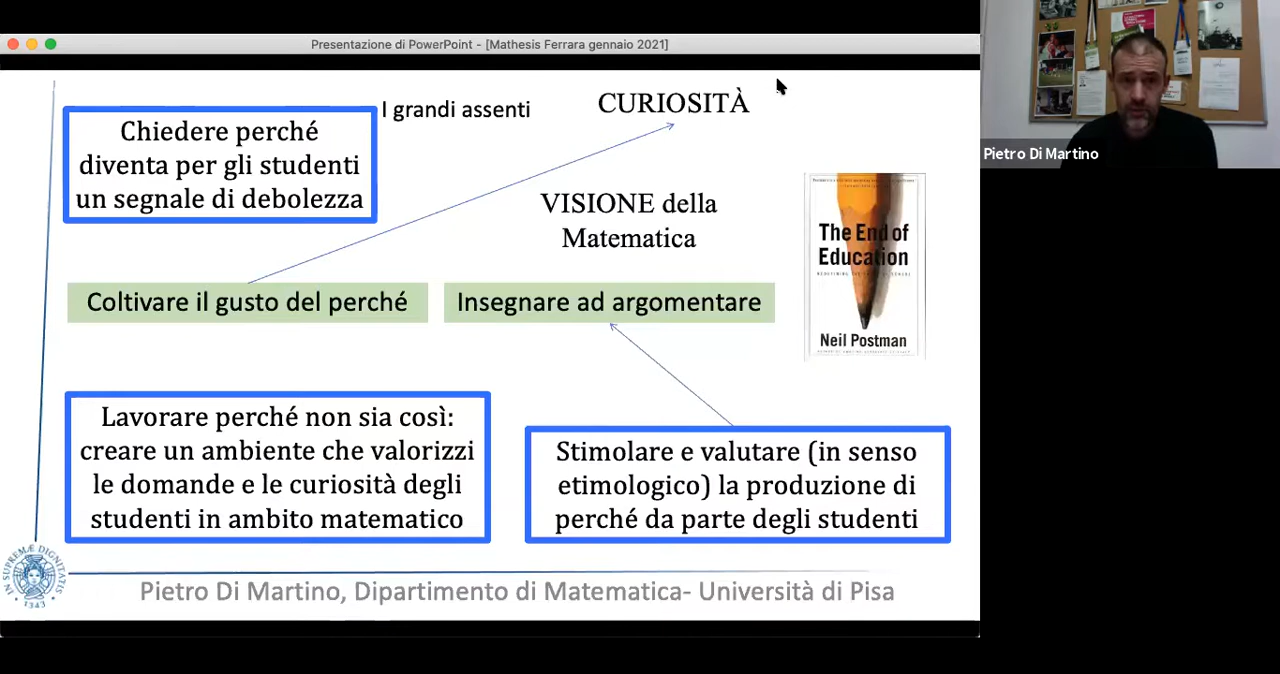 Presentazione di PowerPoint - [Mathesis Ferrara gennaio 2021]
Pietro Di Martino
I grandi assenti
CURIOSITÀ
Chiedere perché
diventa per gli studenti
un segnale di debolezza
VISIONE della
Matematica
The End of
Education
Neil Postman
Coltivare il gusto del perché
Insegnare ad argomentare
Lavorare perché non sia così:
creare un ambiente che valorizzi
le domande e le curiosità degli
studenti in ambito matematico
Stimolare e valutare (in senso
etimologico) la produzione di
perché da parte degli studenti
IN SUPREMÆ DIGNITATIS
1343
Pietro Di Martino, Dipartimento di Matematica- Università di Pisa